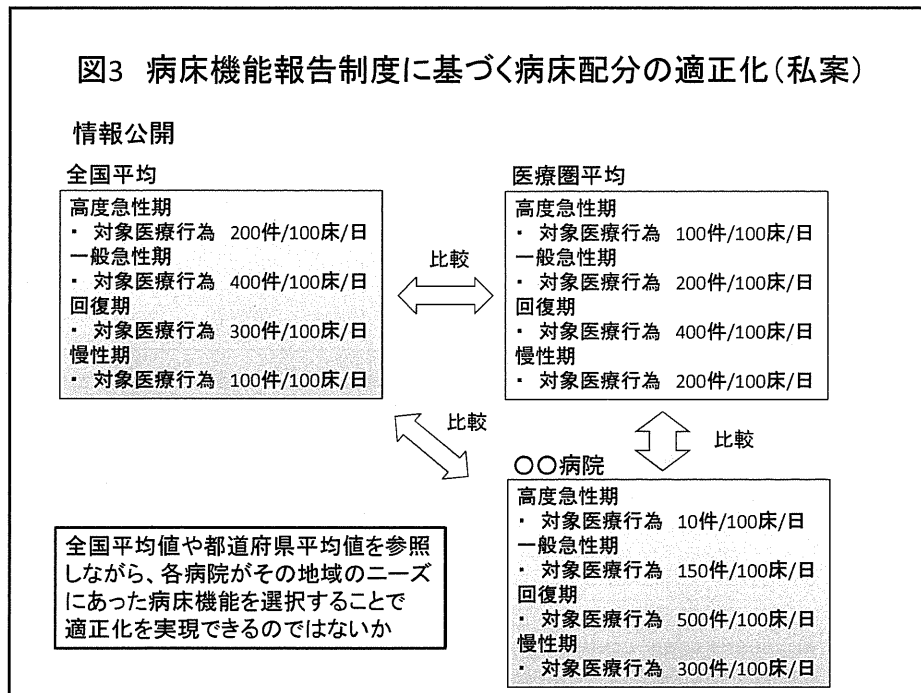 図3 病床機能報告制度に基づく病床配分の適正化(私案)
情報公開
全国平均
高度急性期
・ 対象医療行為 200件/100床/日
一般急性期
・ 対象医療行為 400件/100床/日
回復期
・ 対象医療行為 300件/100床/日
慢性期
・ 対象医療行為 100件/100床/日
比較
医療圏平均
高度急性期
・ 対象医療行為 100件/100床/日
一般急性期
・ 対象医療行為 200件/100床/日
回復期
・ 対象医療行為 400件/100床/日
慢性期
・ 対象医療行為 200件/100床/日
比較
比較
〇〇病院
高度急性期
・ 対象医療行為 10件/100床/日
一般急性期
・ 対象医療行為 150件/100床/日
回復期
・ 対象医療行為 500件/100床/日
慢性期
・ 対象医療行為 300件/100床/日
全国平均値や都道府県平均値を参照
しながら、各病院がその地域のニーズ
にあった病床機能を選択することで
適正化を実現できるのではないか